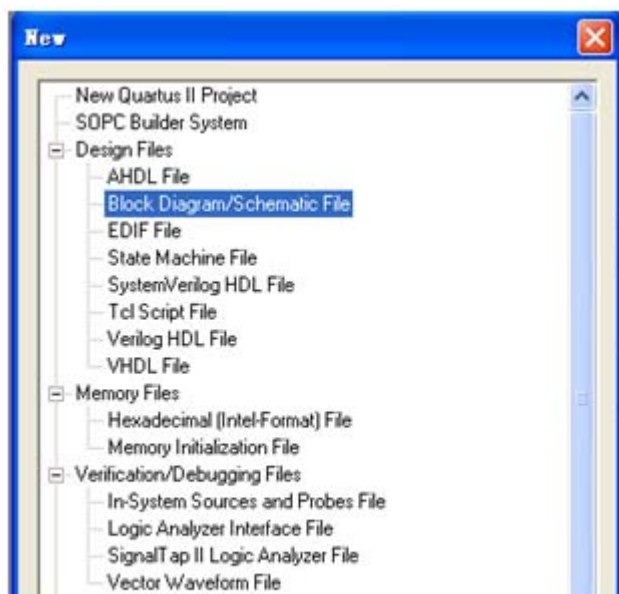 New
New Quartus II Project
SOPC Builder System
Design Files
AHDL File
Block Diagram/Schematic File
EDIF File
State Machine File
SystemVerilog HDL File
Tcl Script File
Verilog HDL File
VHDL File
Memory Files
Hexadecimal (Intel-Format) File
Memory Initialization File
Verification/Debugging Files
In-System Sources and Probes File
Logic Analyzer Interface File
SignalTap II Logic Analyzer File
Vector Waveform File